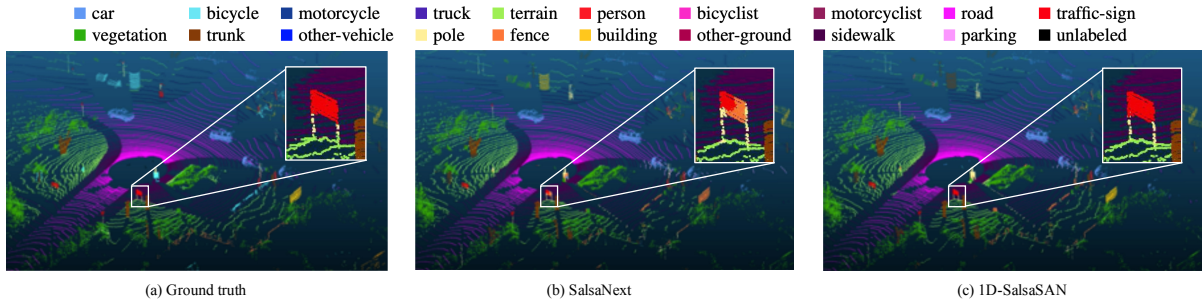 car bicycle motorcycle truck terrain person bicyclist motorcyclist road traffic-sign
vegetation trunk other-vehicle pole fence building other-ground sidewalk parking unlabeled
(a) Ground truth (b) SalsaNext (c) 1D-SalsaSAN